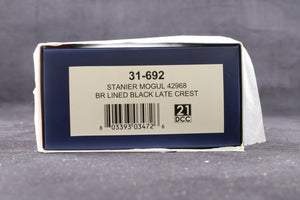 31-692
STANIER MOGUL 42968
BR LINED BLACK LATE CREST
21
DCC
8 03393 03472 6